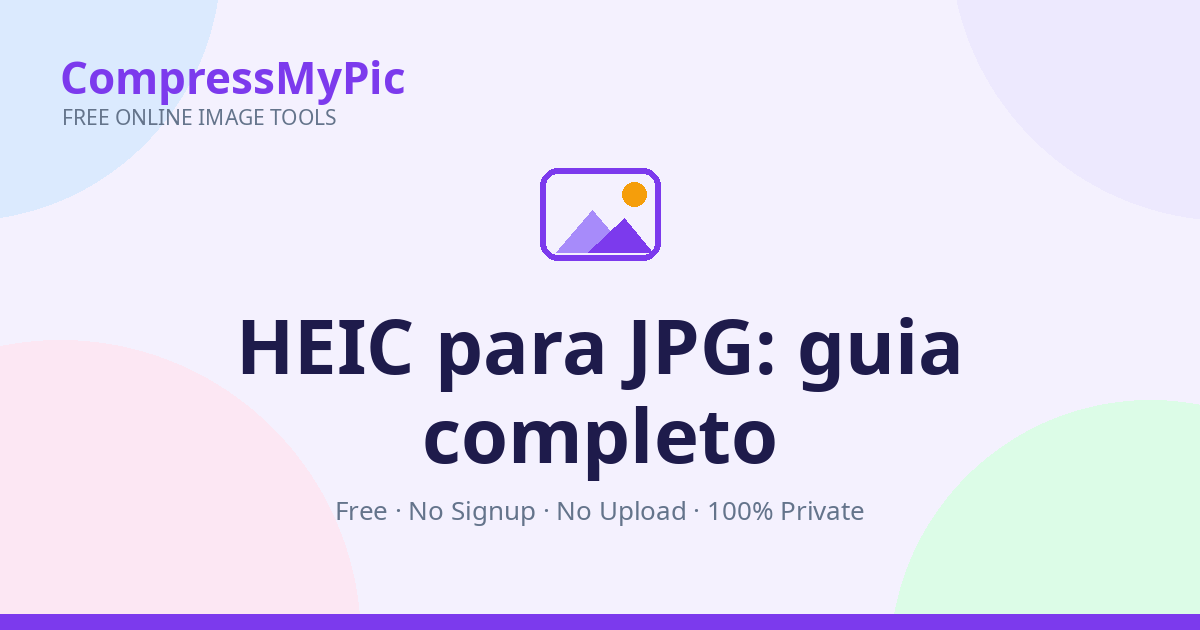 CompressMyPic
FREE ONLINE IMAGE TOOLS
HEIC para JPG: guia
completo
Free · No Signup · No Upload · 100% Private